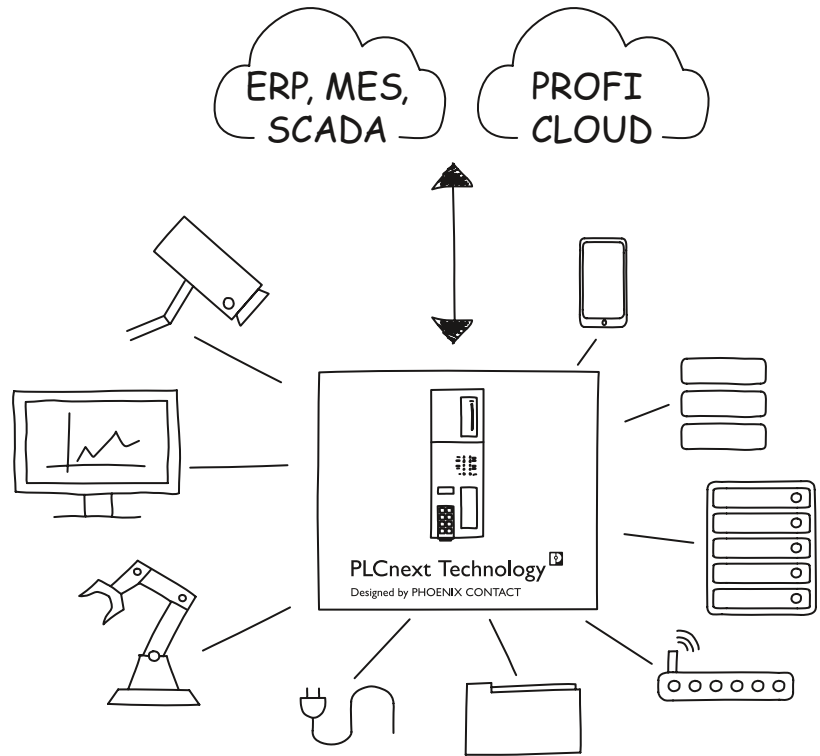 ERP, MES,
SCADA
PROFI
CLOUD
PLCnext Technology
Designed by PHOENIX CONTACT